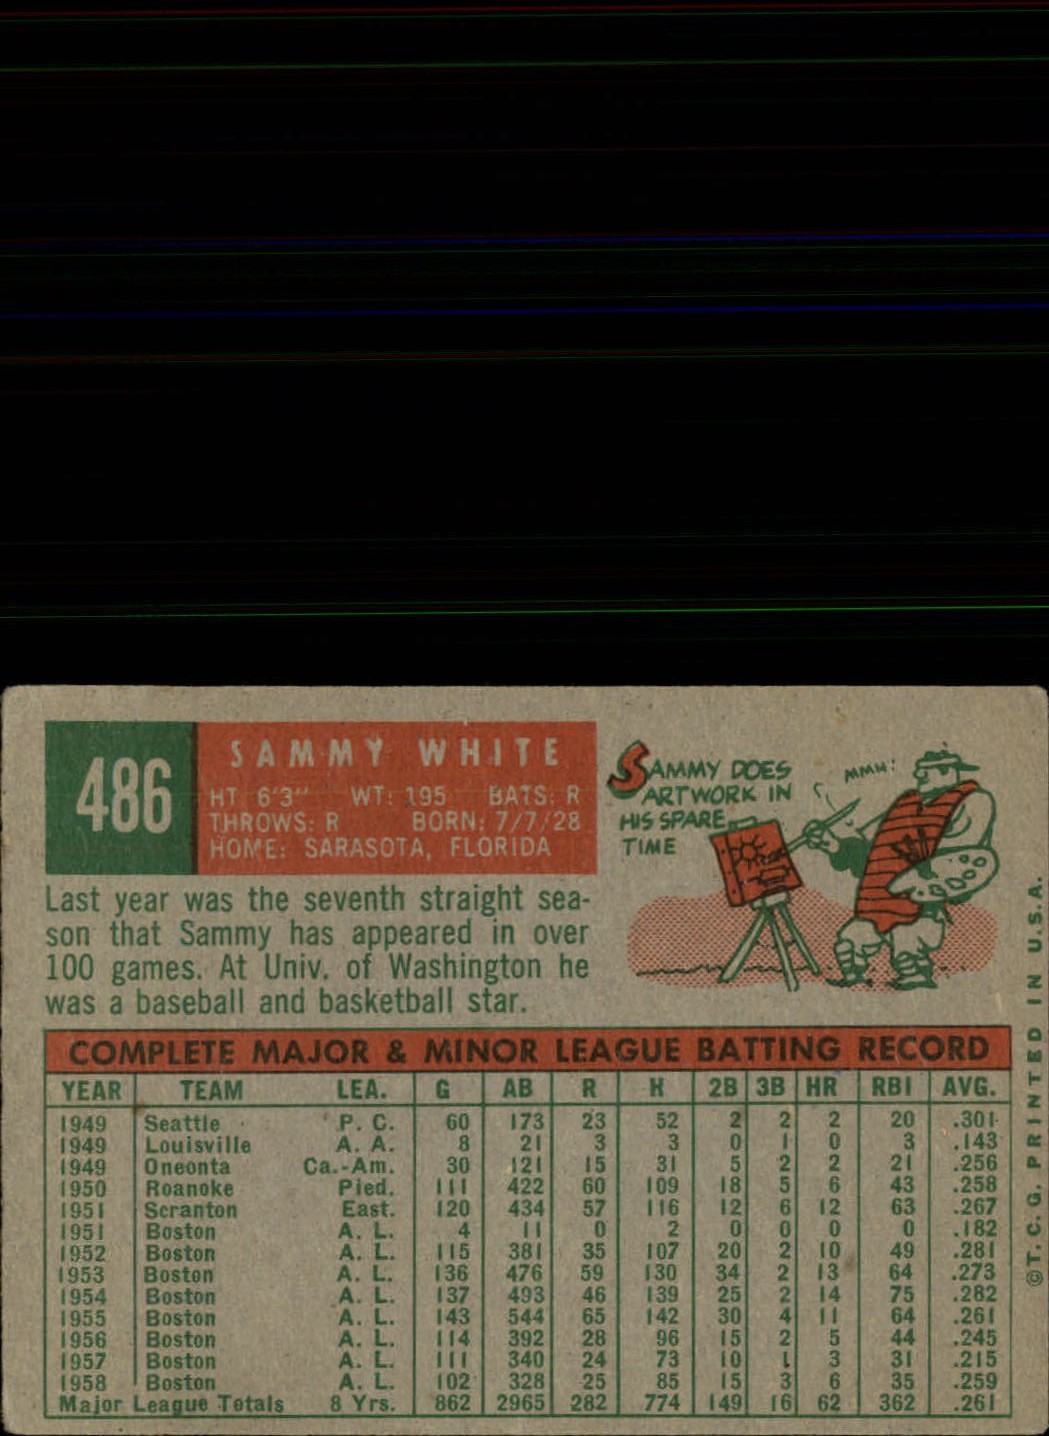 486
SAMMY WHITE
HT 6'3" WT: 195 BATS: R
THROWS: R BORN: 7/7/28
HOME: SARASOTA, FLORIDA
SAMMY DOES
ARTWORK IN
HIS SPARE
TIME
MMM!
Last year was the seventh straight sea-
son that Sammy has appeared in over
100 games. At Univ. of Washington he
was a baseball and basketball star.
COMPLETE MAJOR & MINOR LEAGUE BATTING RECORD
YEAR TEAM LEA. G AB R H 2B 3B HR RBI AVG.
1949 Seattle P. C. 60 173 23 52 2 2 2 20 .301
1949 Louisville A. A. 8 21 3 3 0 1 0 3 .143
1949 Oneonta Ca.-Am. 30 121 15 31 5 2 2 21 .256
1950 Roanoke Pied. 111 422 60 109 18 5 6 43 .258
1951 Scranton East. 120 434 57 116 12 6 12 63 .267
1951 Boston A. L. 4 11 0 2 0 0 0 0 .182
1952 Boston A. L. 115 381 35 107 20 2 10 49 .281
1953 Boston A. L. 136 476 59 130 34 2 13 64 .273
1954 Boston A. L. 137 493 46 139 25 2 14 75 .282
1955 Boston A. L. 143 544 65 142 30 4 11 64 .261
1956 Boston A. L. 114 392 28 96 15 2 5 44 .245
1957 Boston A. L. 111 340 24 73 10 1 3 31 .215
1958 Boston A. L. 102 328 25 85 15 3 6 35 .259
Major League Totals 8 Yrs. 862 2965 282 774 149 16 62 362 .261
©T. C. G. PRINTED IN U.S.A.